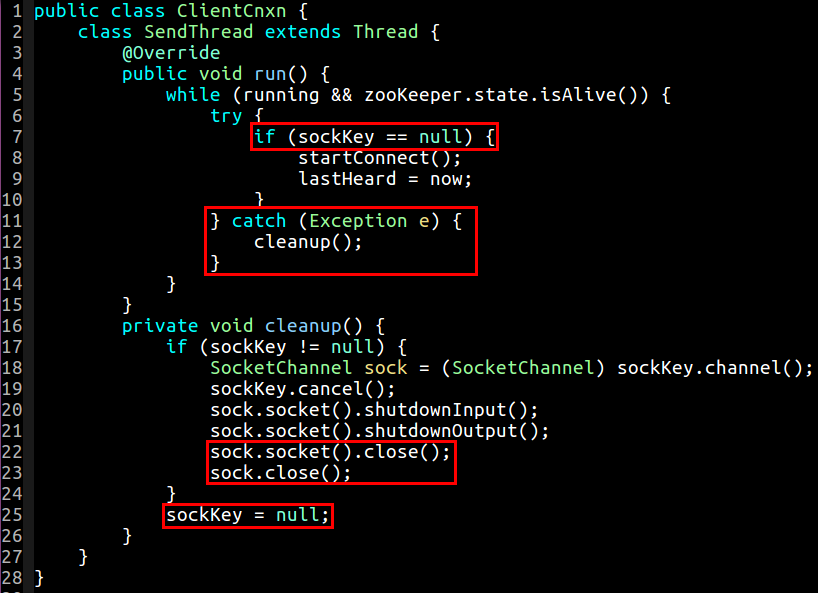 1 public class ClientCnxn {
2     class SendThread extends Thread {
3         @Override
4         public void run() {
5             while (running && zooKeeper.state.isAlive()) {
6                 try {
7                     if (sockKey == null) {
8                         startConnect();
9                         lastHeard = now;
10                     }
11                 } catch (Exception e) {
12                     cleanup();
13                 }
14             }
15         }
16         private void cleanup() {
17             if (sockKey != null) {
18                 SocketChannel sock = (SocketChannel) sockKey.channel();
19                 sockKey.cancel();
20                 sock.socket().shutdownInput();
21                 sock.socket().shutdownOutput();
22                 sock.socket().close();
23                 sock.close();
24             }
25             sockKey = null;
26         }
27     }
28 }